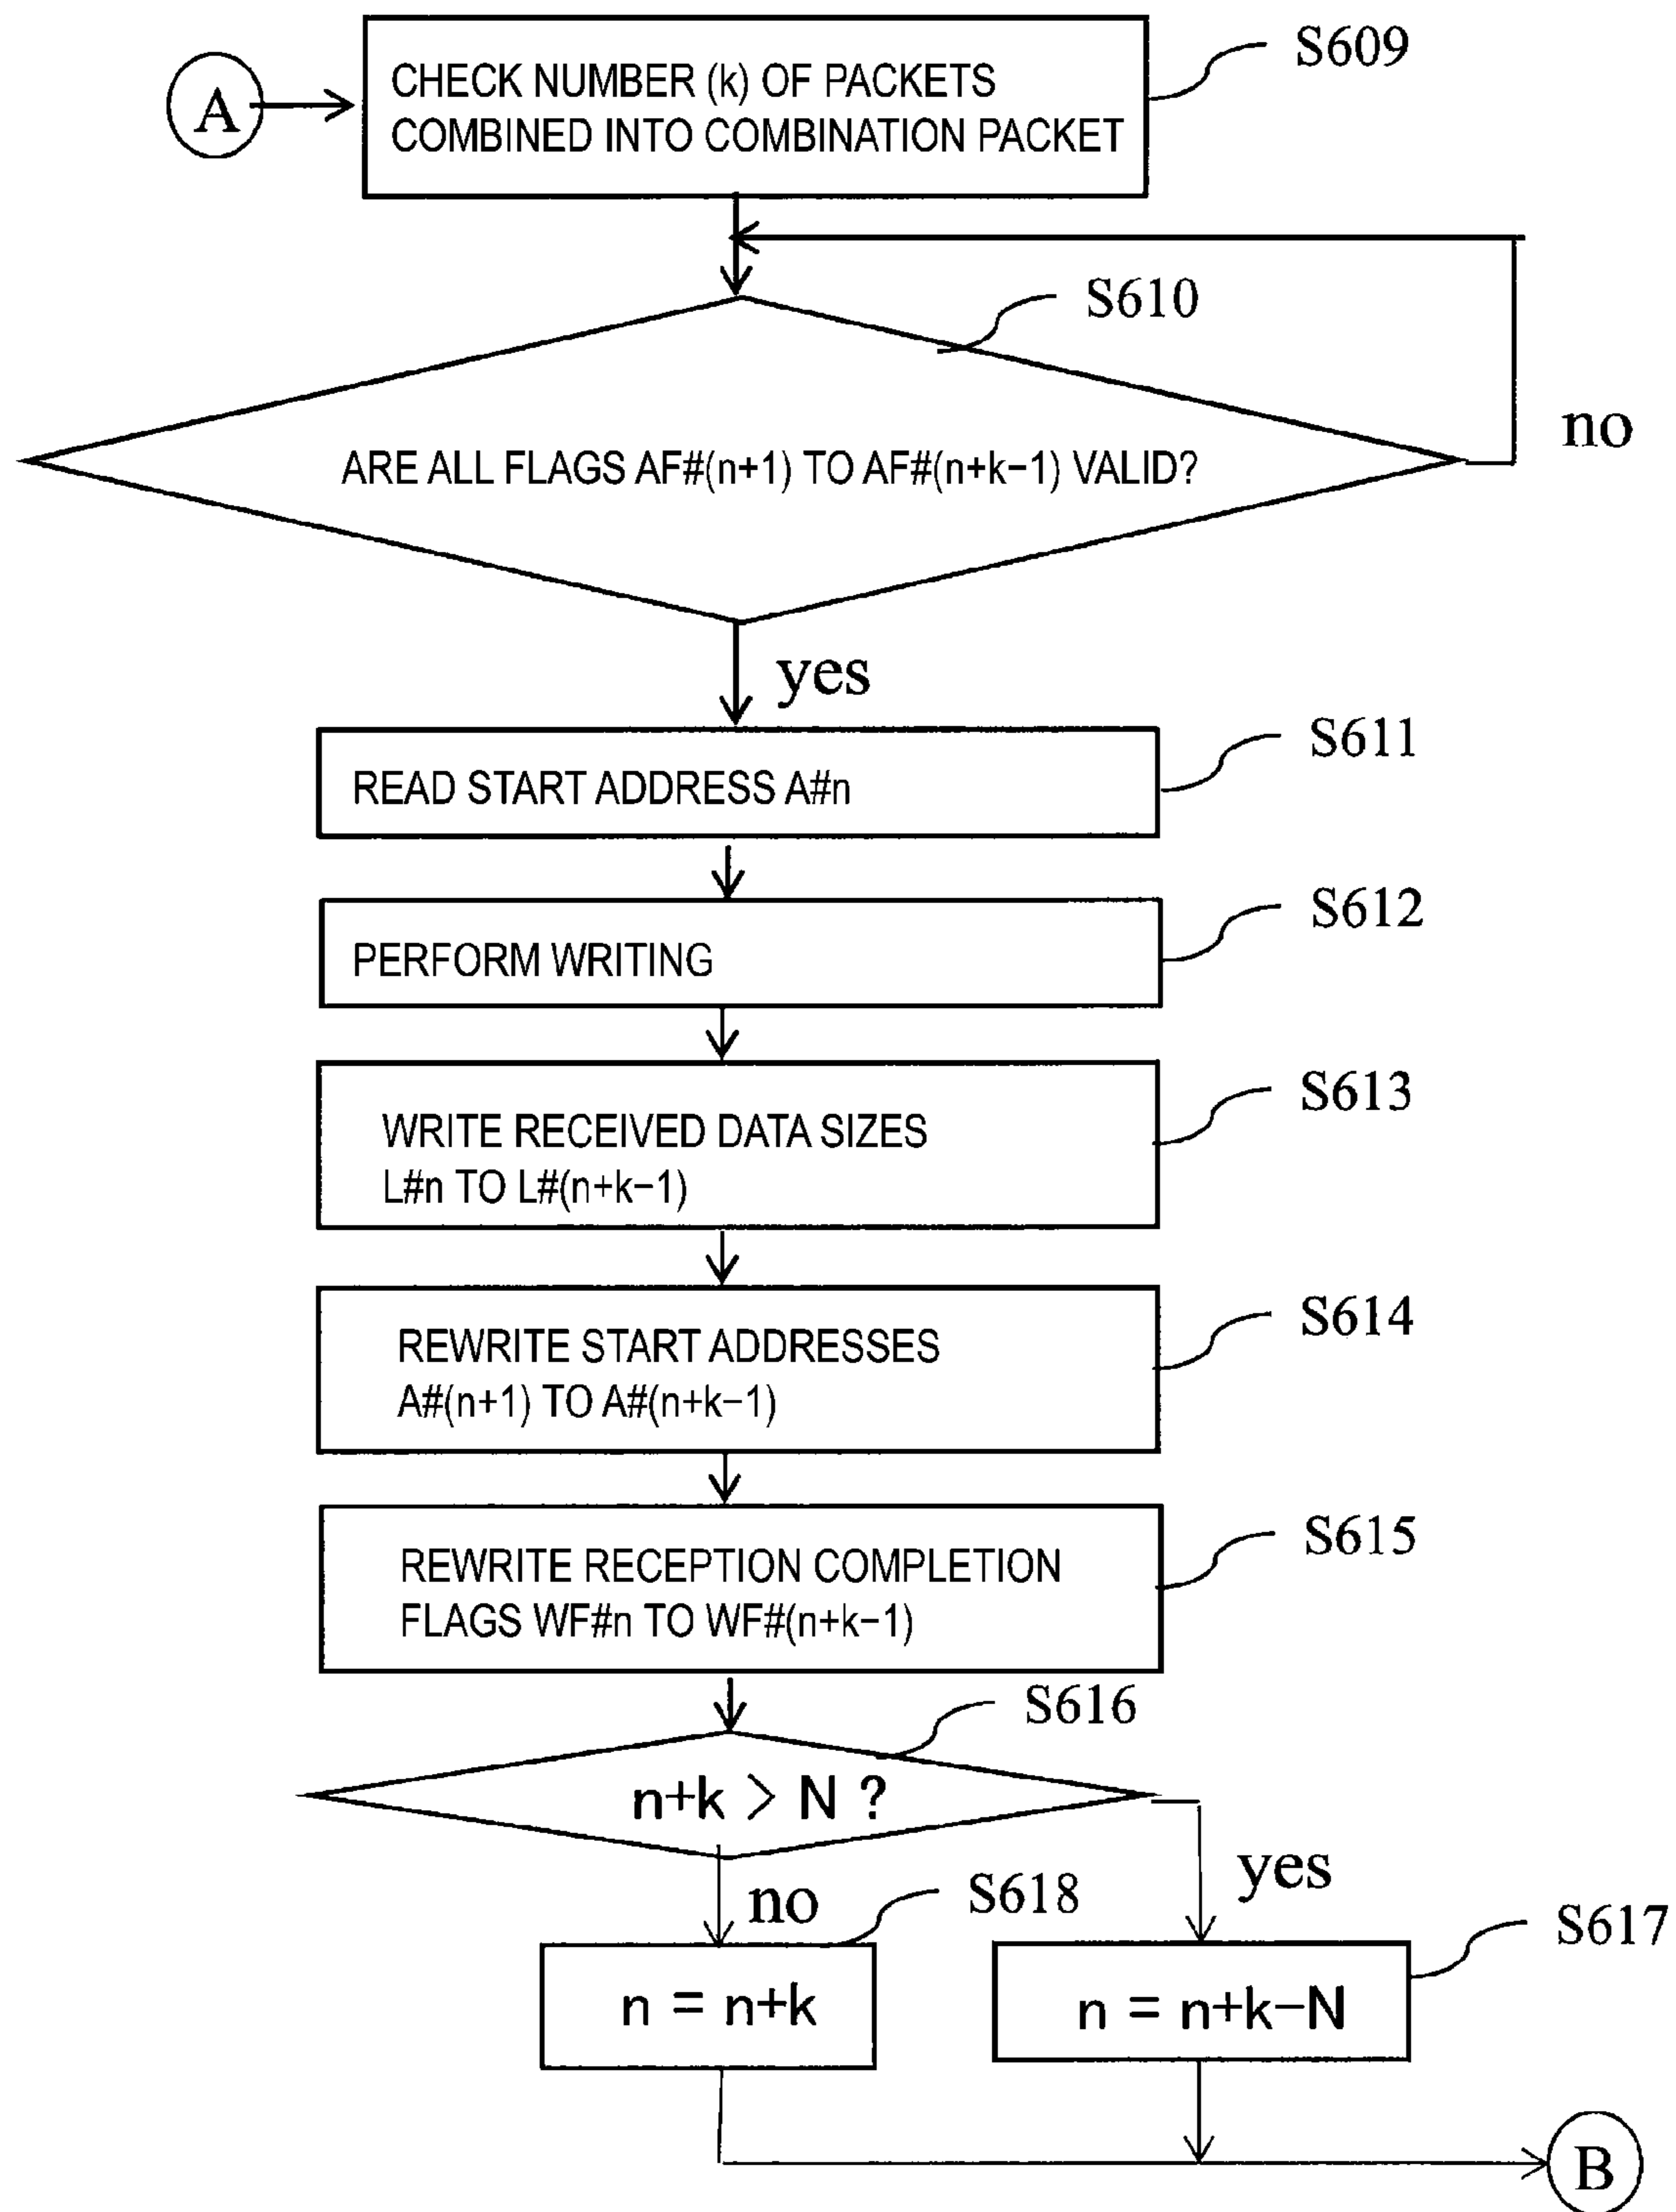 S609
A
CHECK NUMBER (k) OF PACKETS
COMBINED INTO COMBINATION PACKET
S610
no
ARE ALL FLAGS AF#(n+1) TO AF#(n+k−1) VALID?
yes
S611
READ START ADDRESS A#n
S612
PERFORM WRITING
S613
WRITE RECEIVED DATA SIZES
L#n TO L#(n+k−1)
S614
REWRITE START ADDRESSES
A#(n+1) TO A#(n+k−1)
S615
REWRITE RECEPTION COMPLETION
FLAGS WF#n TO WF#(n+k−1)
S616
n+k > N ?
yes
no
S618
S617
n = n+k
n = n+k−N
B